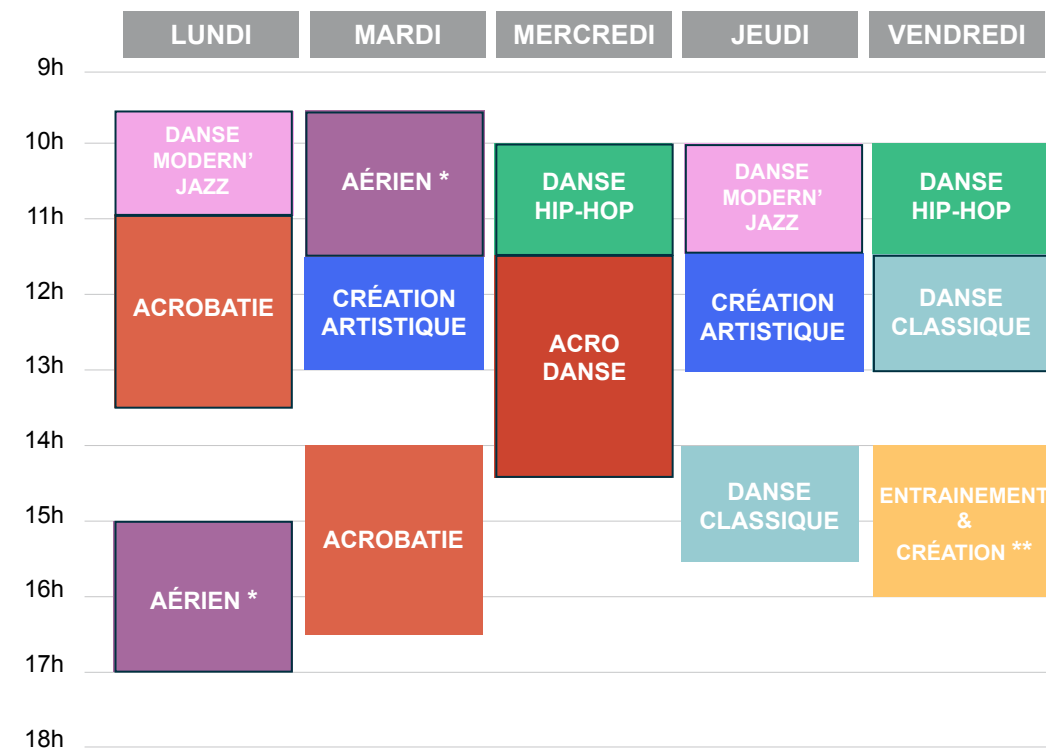 LUNDI
MARDI
MERCREDI
JEUDI
VENDREDI
9h
10h
11h
12h
13h
14h
15h
16h
17h
18h
DANSE
MODERN’
JAZZ
ACROBATIE
AÉRIEN *
AÉRIEN *
CRÉATION
ARTISTIQUE
ACROBATIE
DANSE
HIP-HOP
ACRO
DANSE
DANSE
MODERN’
JAZZ
CRÉATION
ARTISTIQUE
DANSE
CLASSIQUE
DANSE
HIP-HOP
DANSE
CLASSIQUE
ENTRAINEMENT
&
CRÉATION **